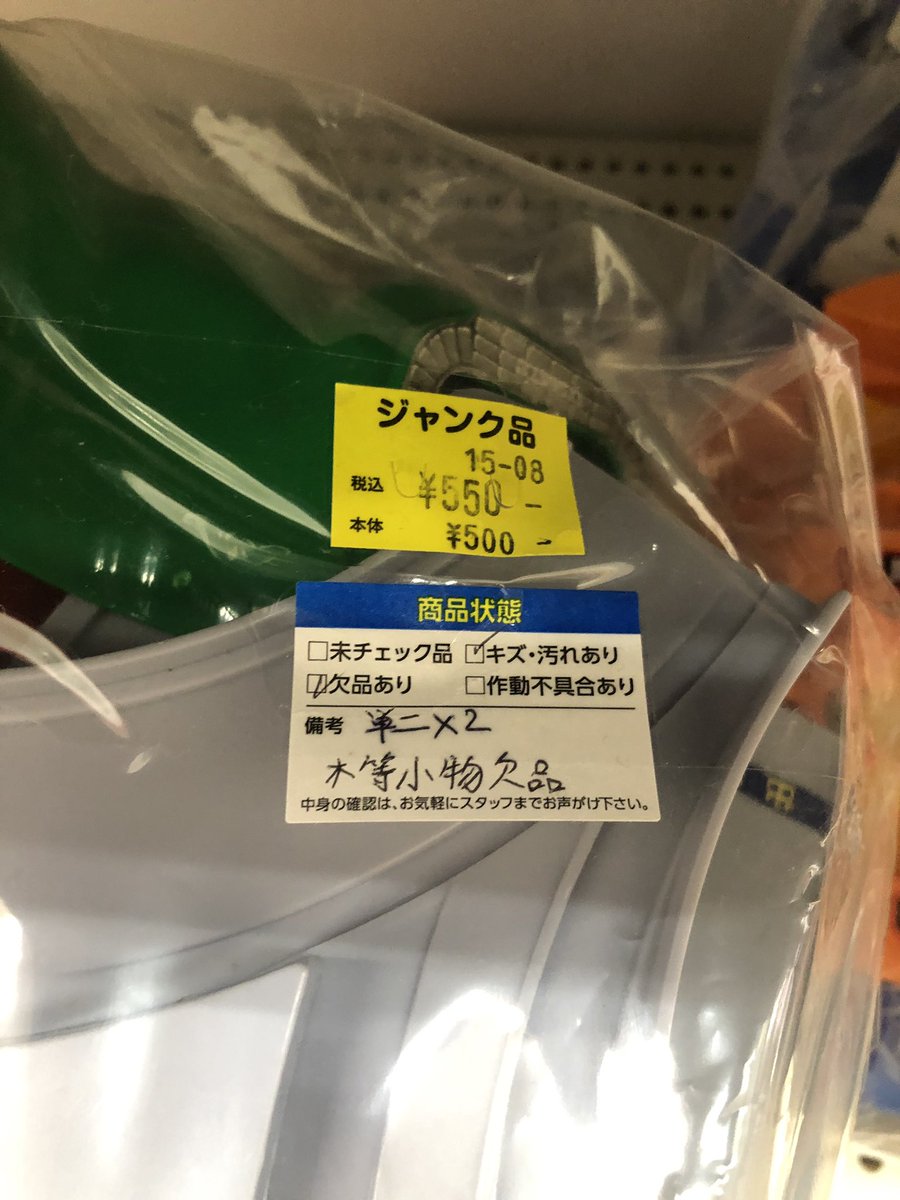 ジャンク品
15-08
税込 ¥550-
本体 ¥500-
商品状態
□未チェック品 ☑キズ・汚れあり
☑欠品あり □作動不具合あり
備考 単二×2
木等小物欠品
中身の確認は、お気軽にスタッフまでお声がけ下さい。